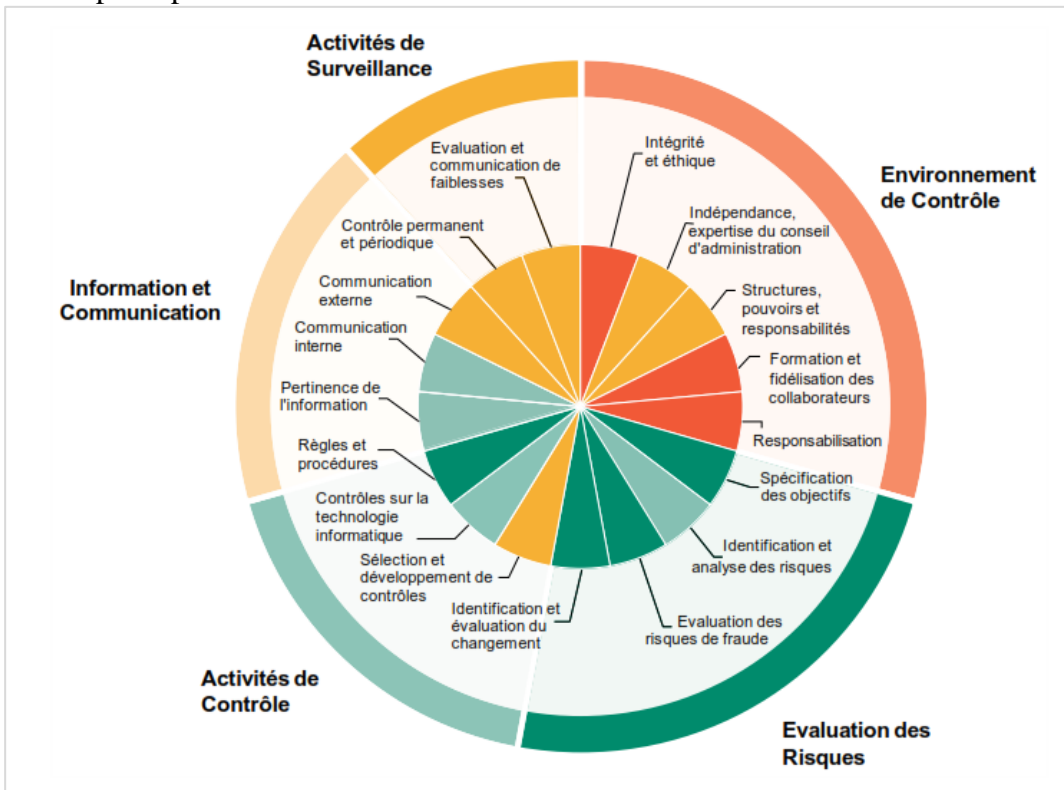 Activités de
Surveillance
Environnement
de Contrôle
Information et
Communication
Activités de
Contrôle
Evaluation des
Risques
Intégrité
et éthique
Indépendance,
expertise du conseil
d'administration
Structures,
pouvoirs et
responsabilités
Formation et
fidélisation des
collaborateurs
Responsabilisation
Spécification
des objectifs
Identification et
analyse des risques
Evaluation des
risques de fraude
Identification et
évaluation du
changement
Sélection et
développement de
contrôles
Contrôles sur la
technologie
informatique
Règles et
procédures
Pertinence de
l'information
Communication
interne
Communication
externe
Contrôle permanent
et périodique
Evaluation et
communication de
faiblesses